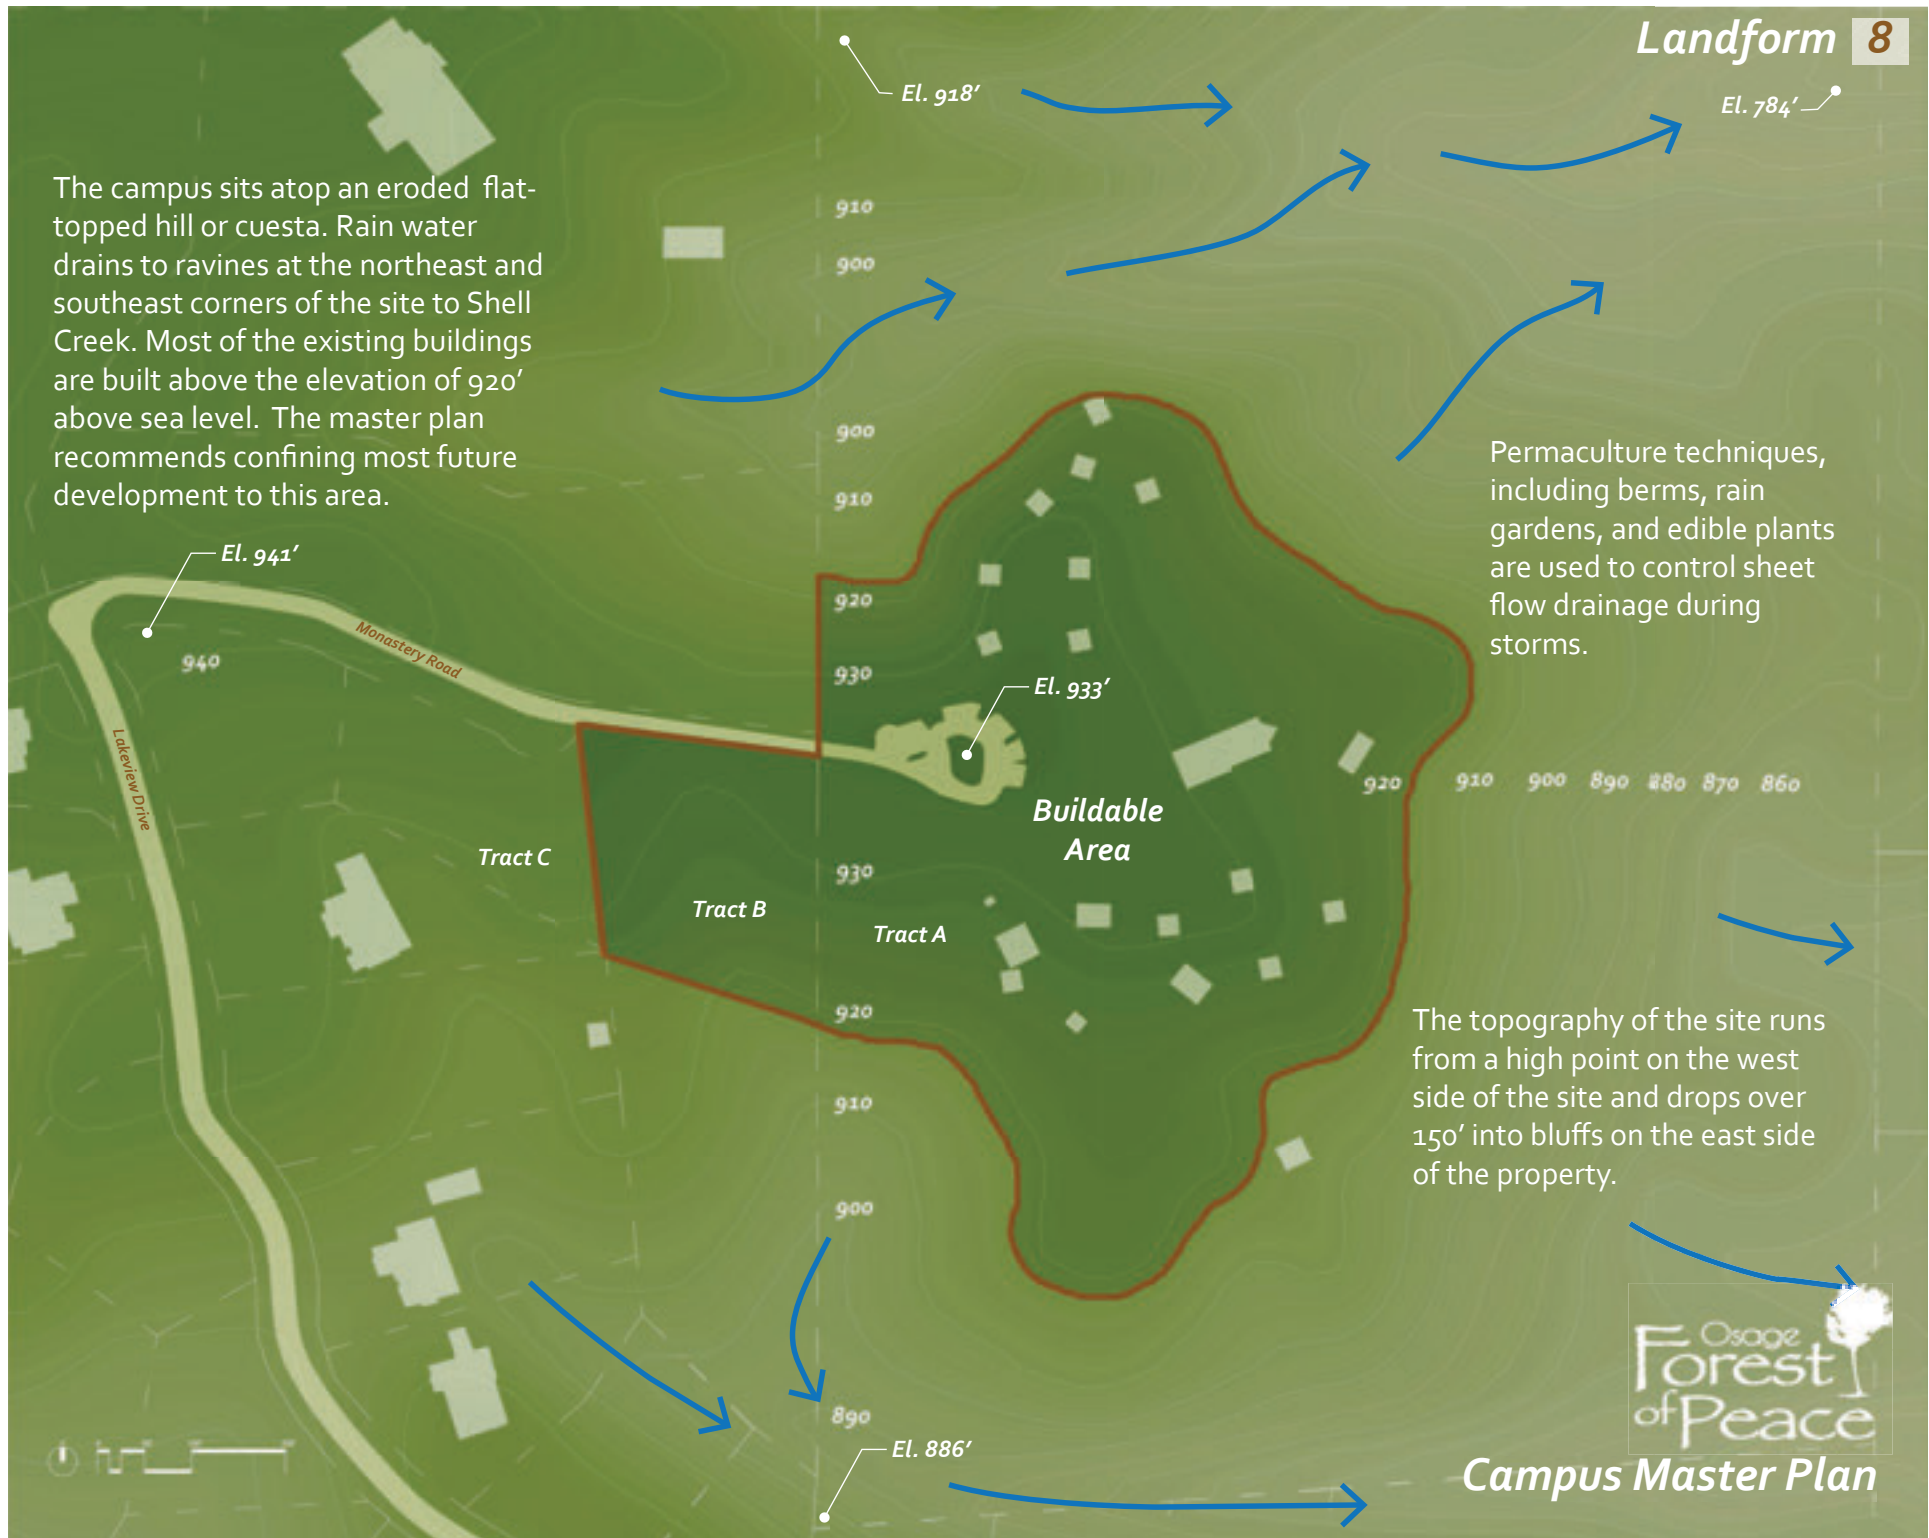 Landform 8
El. 918'
El. 784'
The campus sits atop an eroded flat-
topped hill or cuesta. Rain water
drains to ravines at the northeast and
southeast corners of the site to Shell
Creek. Most of the existing buildings
are built above the elevation of 920'
above sea level. The master plan
recommends confining most future
development to this area.
910
900
900
910
920
930
Permaculture techniques,
including berms, rain
gardens, and edible plants
are used to control sheet
flow drainage during
storms.
El. 941'
940
Monastery Road
Lakeview Drive
El. 933'
920 910 900 890 880 870 860
Buildable
Area
Tract C
Tract B
Tract A
930
920
910
900
890
The topography of the site runs
from a high point on the west
side of the site and drops over
150' into bluffs on the east side
of the property.
El. 886'
Osage
Forest
of Peace
Campus Master Plan